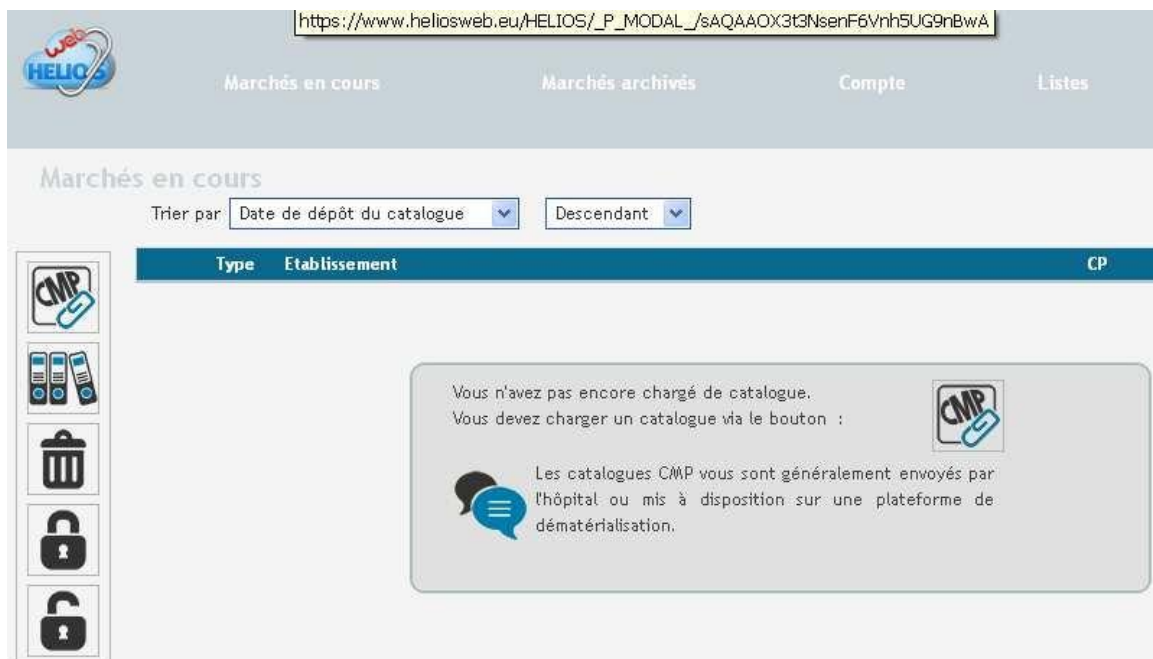 https://www.heliosweb.eu/HELIOS/_P_MODAL_/sAQAAOX3t3NsenF6Vnh5UG9nBwA
web
HELIOS
Marchés en cours Marchés archivés Compte Listes
Marchés en cours
Trier par Date de dépôt du catalogue Descendant
Type Etablissement CP
CMP
Vous n'avez pas encore chargé de catalogue.
Vous devez charger un catalogue via le bouton :
CMP
Les catalogues CMP vous sont généralement envoyés par
l'hôpital ou mis à disposition sur une plateforme de
dématérialisation.